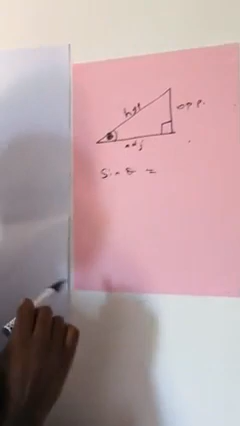 hyp
opp.
θ
adj
Sin θ =